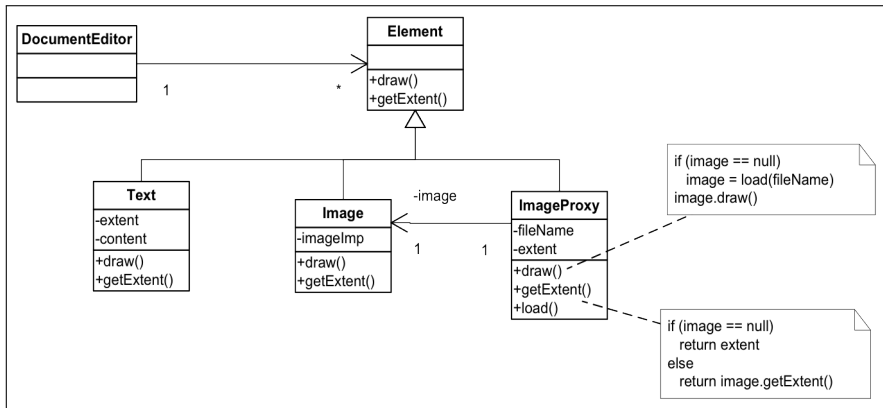 DocumentEditor
Element
+draw()
+getExtent()
1
*
Text
-extent
-content
+draw()
+getExtent()
Image
-imageImp
+draw()
+getExtent()
-image
1
1
ImageProxy
-fileName
-extent
+draw()
+getExtent()
+load()
if (image == null)
image = load(fileName)
image.draw()
if (image == null)
return extent
else
return image.getExtent()